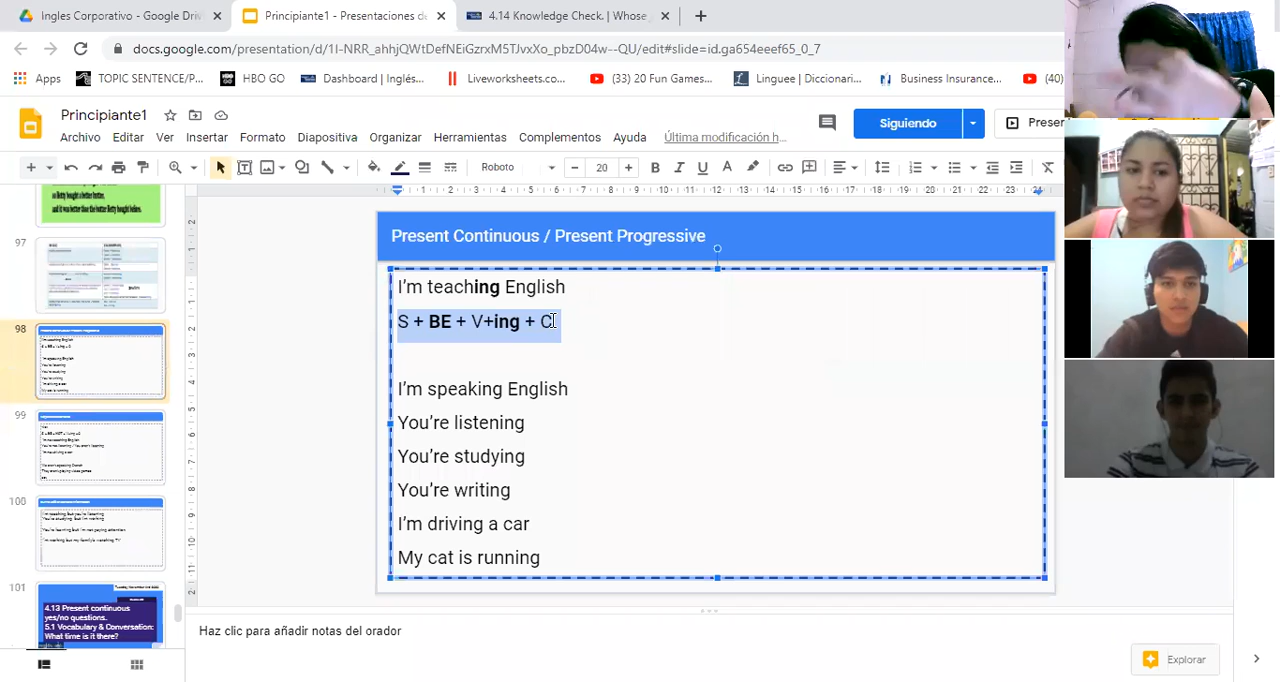 Ingles Corporativo - Google Driv
Principiante1 - Presentaciones de
4.14 Knowledge Check. | Whose
docs.google.com/presentation/d/1I-NRR_ahhjQWtDefNEiGzrxM5TJvxXo_pbzD04w--QU/edit#slide=id.ga654eeef65_0_7
Apps
TOPIC SENTENCE/P...
HBO GO
Dashboard | Inglés...
Liveworksheets.co...
(33) 20 Fun Games...
Linguee | Diccionari...
Business Insurance...
(40)
Principiante1
Archivo Editar Ver Insertar Formato Diapositiva Organizar Herramientas Complementos Ayuda Última modificación h...
Siguiendo
Presen
Roboto
20
97
98
99
100
101
4.13 Present continuous
yes/no questions.
5.1 Vocabulary & Conversation:
What time is it there?
Present Continuous / Present Progressive
I'm teaching English
S + BE + V+ing + C
I'm speaking English
You're listening
You're studying
You're writing
I'm driving a car
My cat is running
Haz clic para añadir notas del orador
Explorar